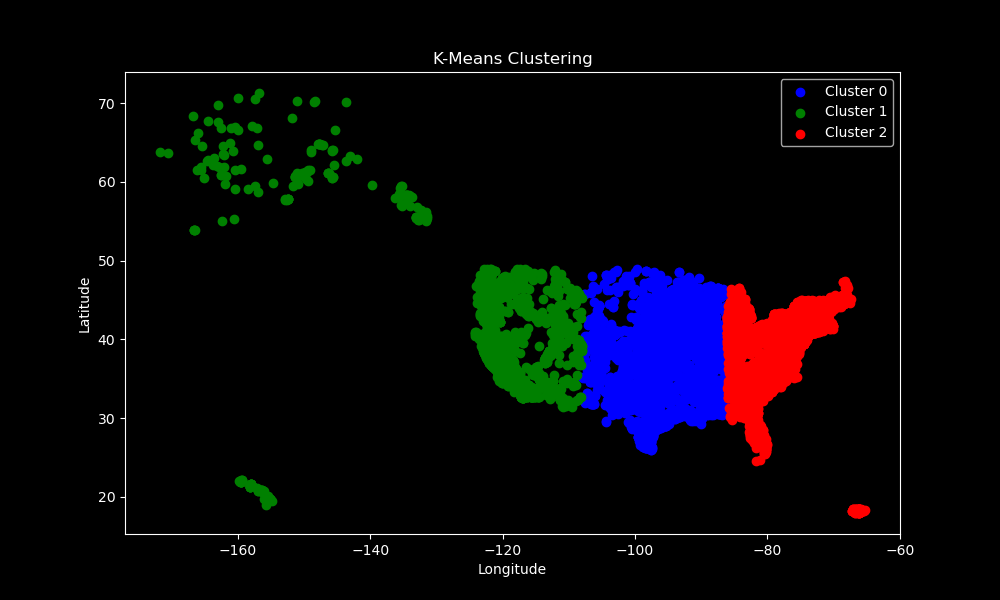 K-Means Clustering
Cluster 0
Cluster 1
Cluster 2
70
60
50
40
30
20
Latitude
−160
−140
−120
−100
−80
−60
Longitude